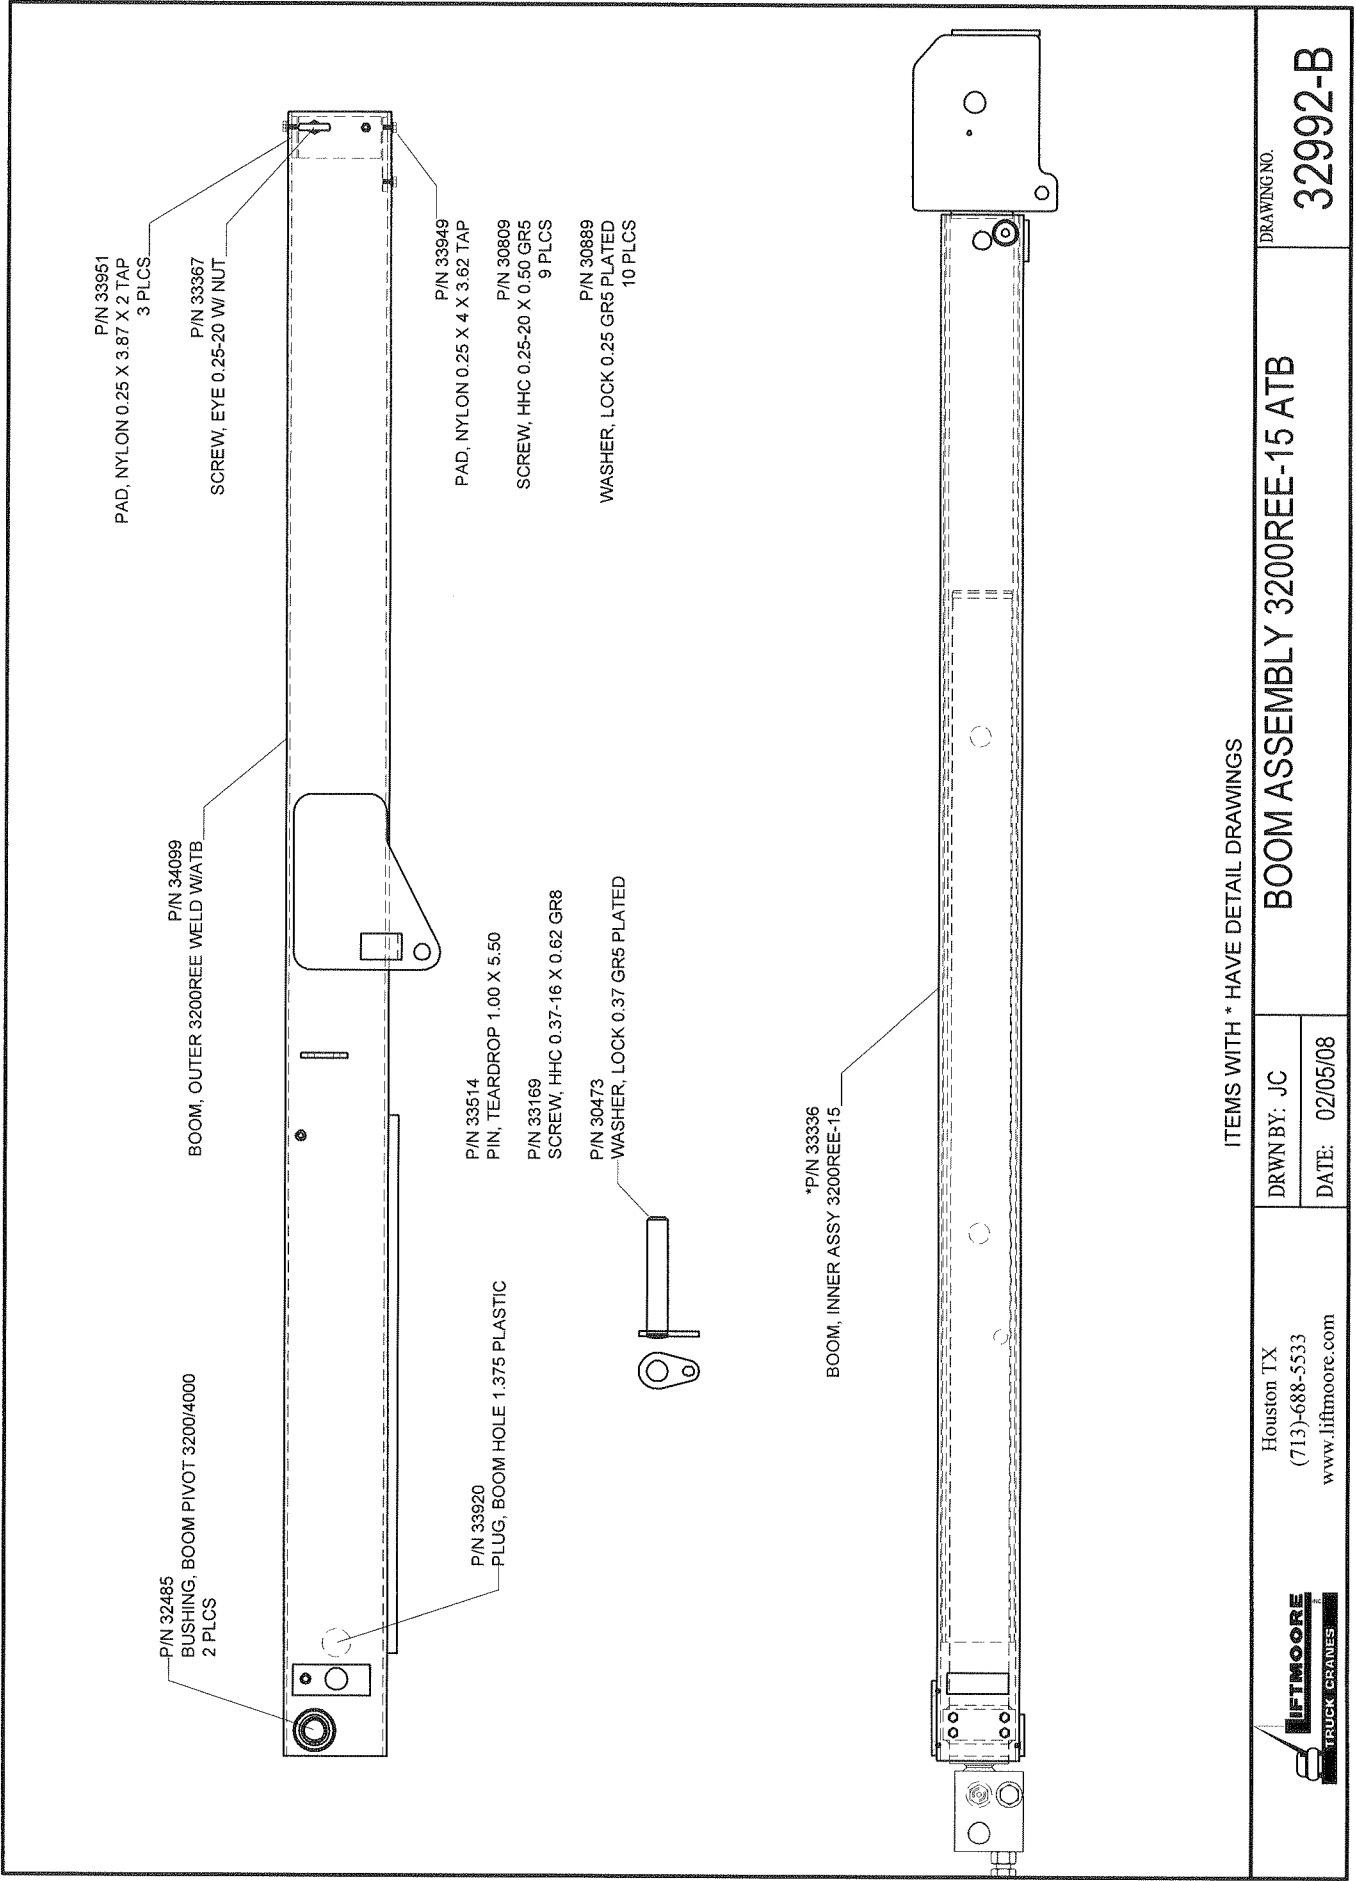 P/N 32485
BUSHING, BOOM PIVOT 3200/4000
2 PLCS
P/N 34099
BOOM, OUTER 3200REE WELD W/ATB
P/N 33951
PAD, NYLON 0.25 X 3.87 X 2 TAP
3 PLCS
P/N 33367
SCREW, EYE 0.25-20 W/ NUT
P/N 33920
PLUG, BOOM HOLE 1.375 PLASTIC
P/N 33514
PIN, TEARDROP 1.00 X 5.50
P/N 33169
SCREW, HHC 0.37-16 X 0.62 GR8
P/N 30473
WASHER, LOCK 0.37 GR5 PLATED
P/N 33949
PAD, NYLON 0.25 X 4 X 3.62 TAP
P/N 30809
SCREW, HHC 0.25-20 X 0.50 GR5
9 PLCS
P/N 30889
WASHER, LOCK 0.25 GR5 PLATED
10 PLCS
*P/N 33336
BOOM, INNER ASSY 3200REE-15
ITEMS WITH * HAVE DETAIL DRAWINGS
LIFTMOORE INC
TRUCK CRANES
Houston TX
(713)-688-5533
www.liftmoore.com
DRWN BY: JC
DATE: 02/05/08
BOOM ASSEMBLY 3200REE-15 ATB
DRAWING NO.
32992-B